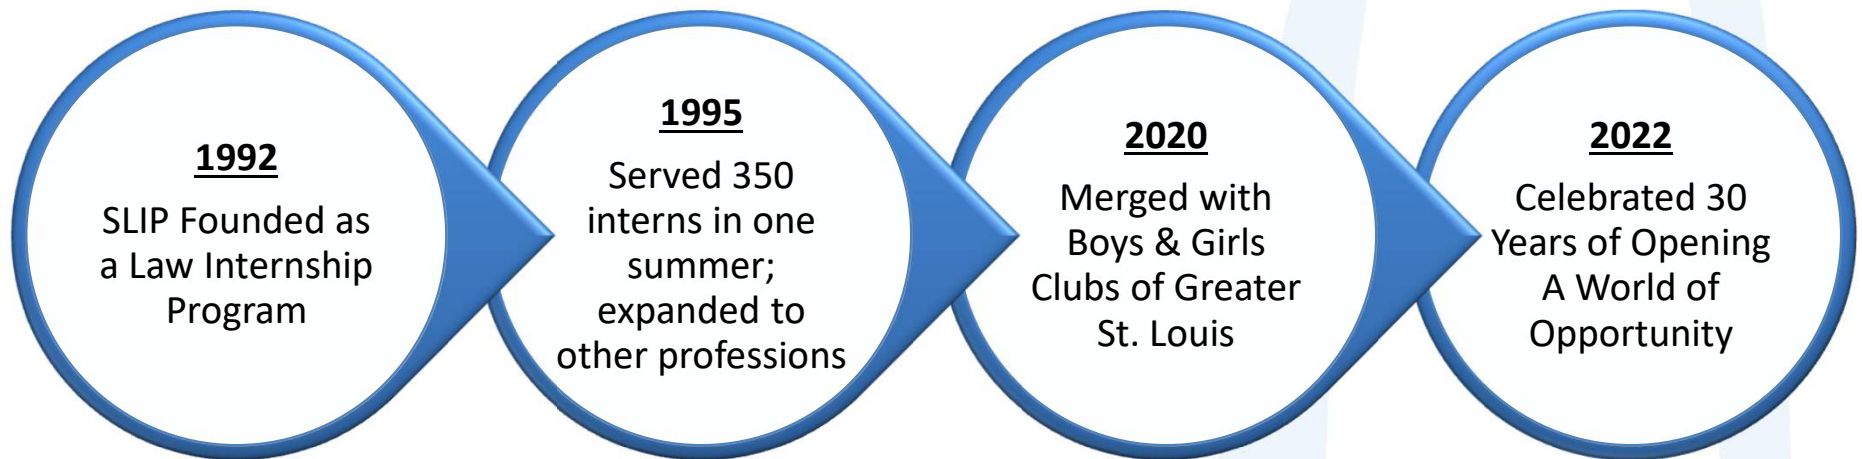 1992
SLIP Founded as
a Law Internship
Program
1995
Served 350
interns in one
summer;
expanded to
other professions
2020
Merged with
Boys & Girls
Clubs of Greater
St. Louis
2022
Celebrated 30
Years of Opening
A World of
Opportunity